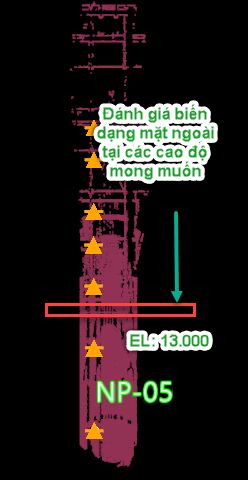 Đánh giá biến
dạng mặt ngoài
tại các cao độ
mong muốn
EL: 13.000
NP-05